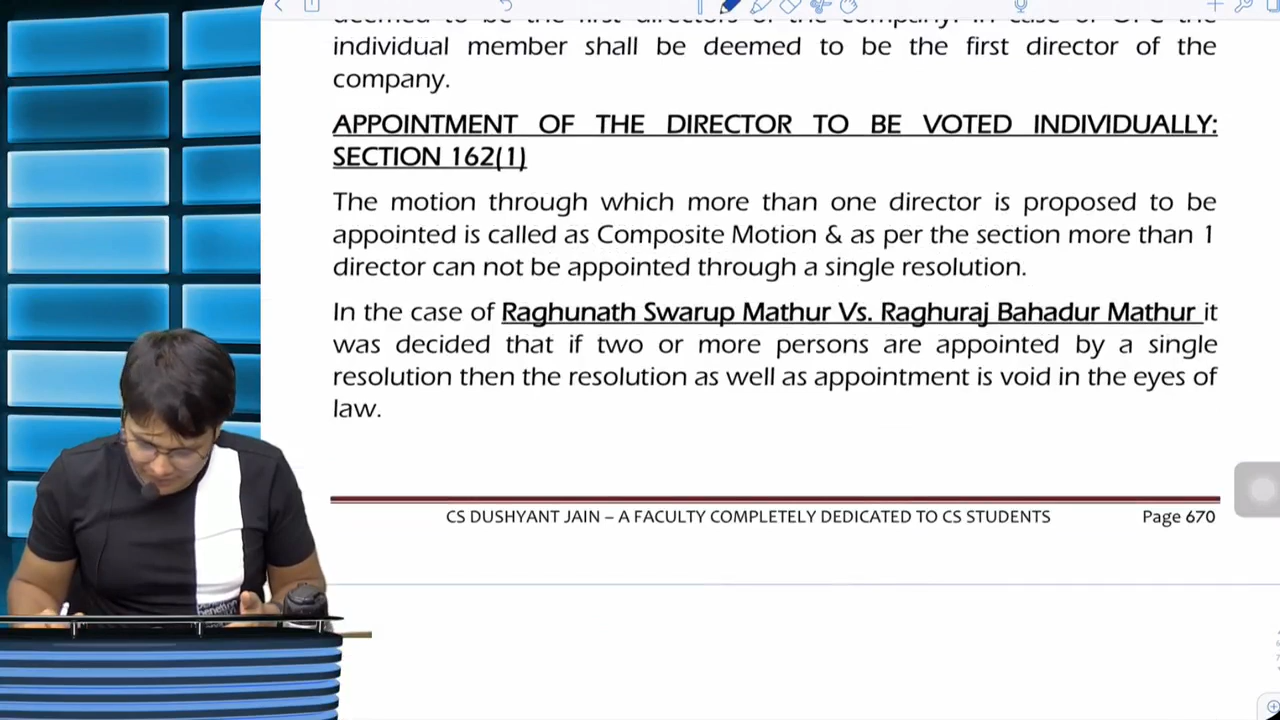 individual member shall be deemed to be the first director of the
company.
APPOINTMENT OF THE DIRECTOR TO BE VOTED INDIVIDUALLY:
SECTION 162(1)
The motion through which more than one director is proposed to be
appointed is called as Composite Motion & as per the section more than 1
director can not be appointed through a single resolution.
In the case of Raghunath Swarup Mathur Vs. Raghuraj Bahadur Mathur it
was decided that if two or more persons are appointed by a single
resolution then the resolution as well as appointment is void in the eyes of
law.
CS DUSHYANT JAIN – A FACULTY COMPLETELY DEDICATED TO CS STUDENTS Page 670
benetton